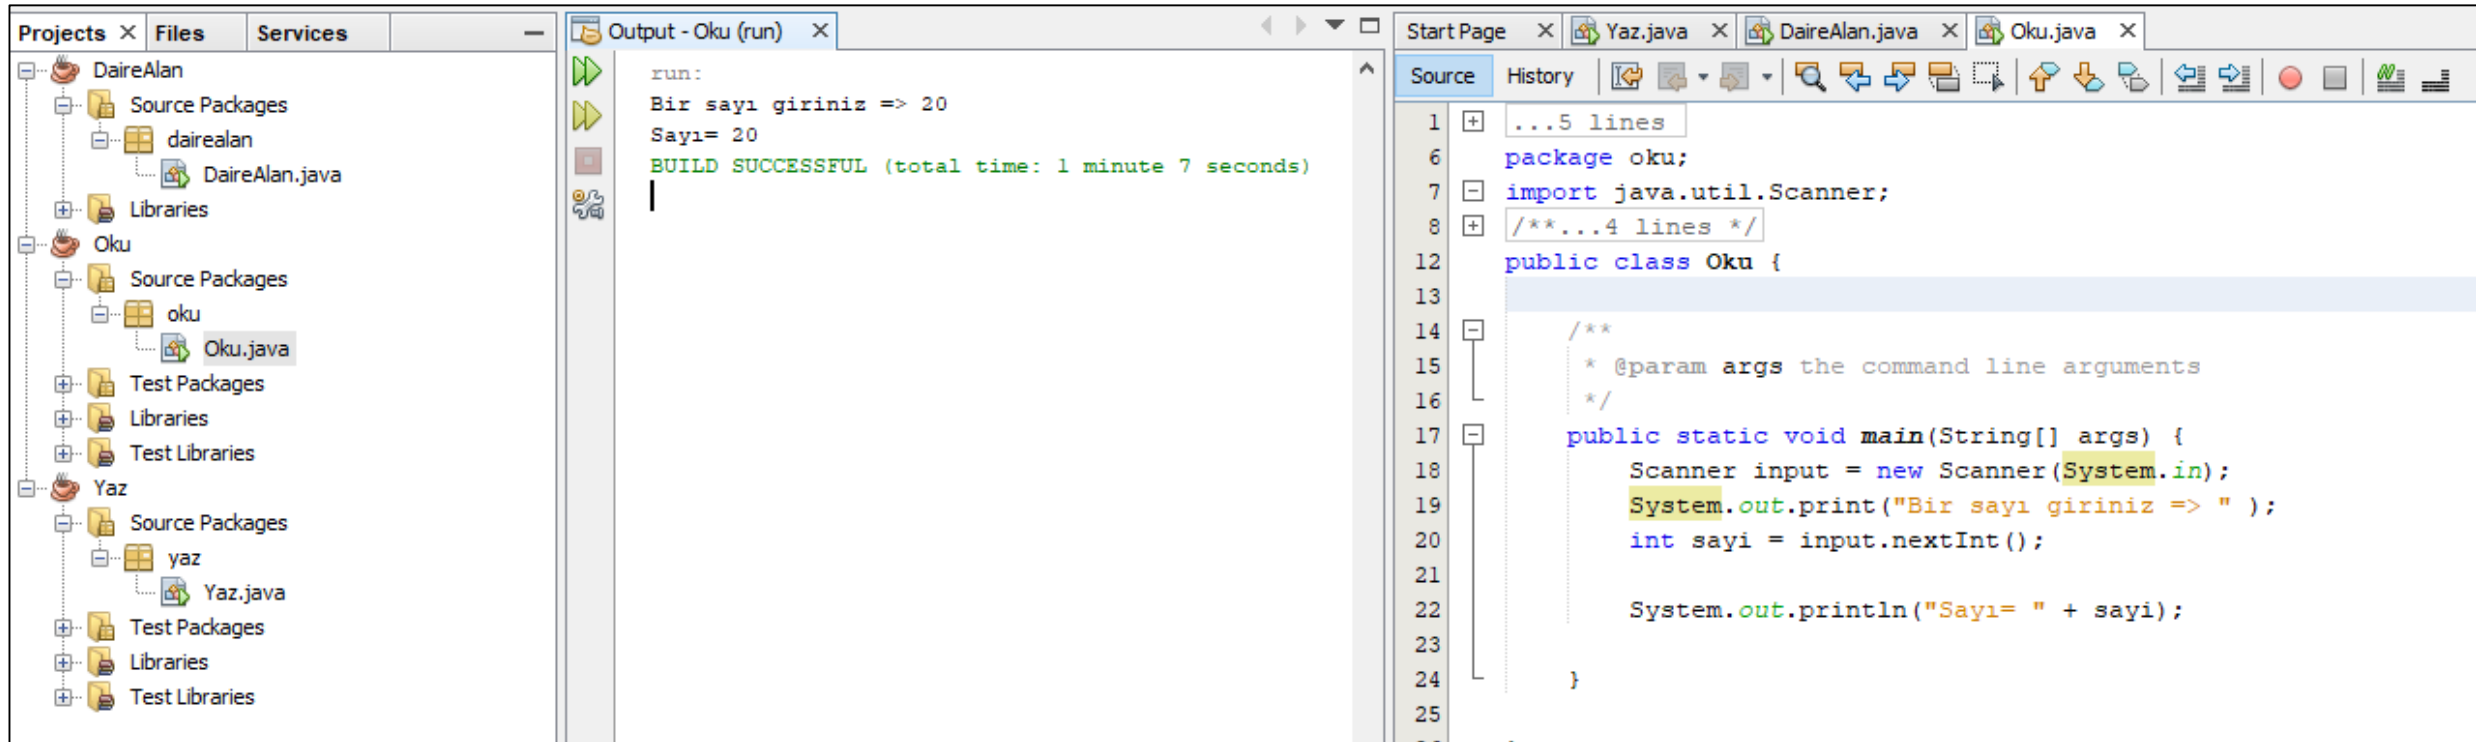 Projects Files Services
DaireAlan
Source Packages
dairealan
DaireAlan.java
Libraries
Oku
Source Packages
oku
Oku.java
Test Packages
Libraries
Test Libraries
Yaz
Source Packages
yaz
Yaz.java
Test Packages
Libraries
Test Libraries
Output - Oku (run)
run:
Bir sayı giriniz => 20
Sayı= 20
BUILD SUCCESSFUL (total time: 1 minute 7 seconds)
Start Page Yaz.java DaireAlan.java Oku.java
Source History
1 ...5 lines
6 package oku;
7 import java.util.Scanner;
8 /**...4 lines */
12 public class Oku {
13
14 /**
15 * @param args the command line arguments
16 */
17 public static void main(String[] args) {
18 Scanner input = new Scanner(System.in);
19 System.out.print("Bir sayı giriniz => " );
20 int sayi = input.nextInt();
21
22 System.out.println("Sayı= " + sayi);
23
24 }
25